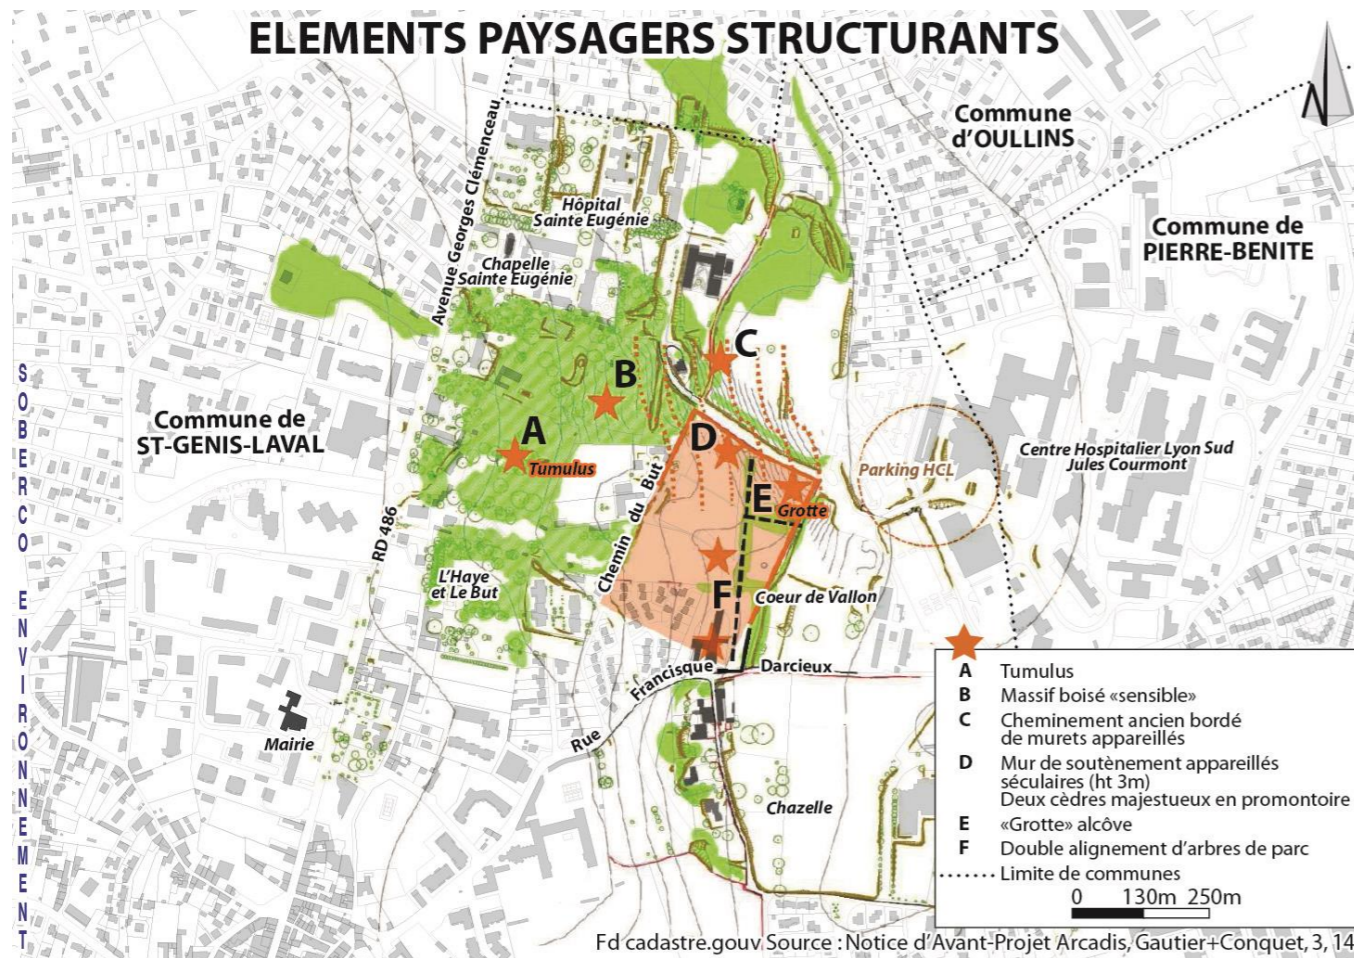 ELEMENTS PAYSAGERS STRUCTURANTS
N
Commune
d'OULLINS
Avenue Georges Clémenceau
Hôpital
Sainte Eugénie
Commune de
PIERRE-BENITE
Chapelle
Sainte Eugénie
C
B
SOBERCO ENVIRONNEMENT
Commune de
ST-GENIS-LAVAL
A
Tumulus
D
Parking HCL
Centre Hospitalier Lyon Sud
Jules Courmont
E
Grotte
RD 486
Chemin du But
L'Haye
et Le But
F
Coeur de Vallon
Rue Francisque Darcieux
Mairie
Chazelle
A Tumulus
B Massif boisé «sensible»
C Cheminement ancien bordé
de murets appareillés
D Mur de soutènement appareillés
séculaires (ht 3m)
Deux cèdres majestueux en promontoire
E «Grotte» alcôve
F Double alignement d'arbres de parc
Limite de communes
0 130m 250m
Fd cadastre.gouv Source : Notice d'Avant-Projet Arcadis, Gautier+Conquet, 3, 14